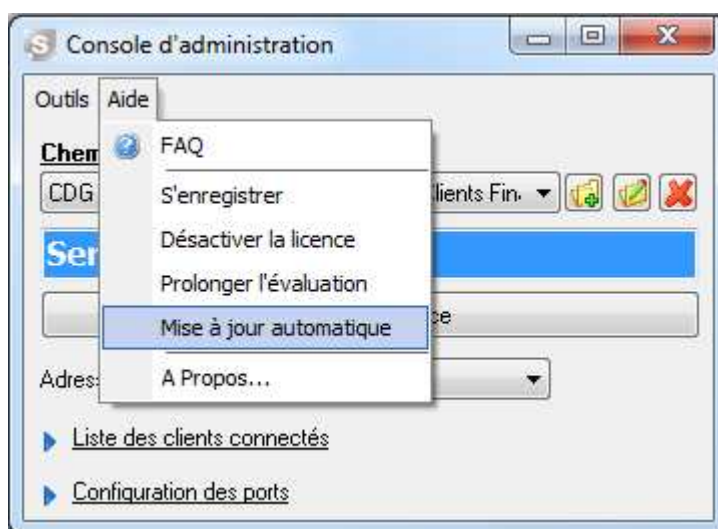 Console d'administration
Outils Aide
FAQ
S'enregistrer
CDG
Désactiver la licence
Prolonger l'évaluation
Mise à jour automatique
A Propos...
Liste des clients connectés
Configuration des ports